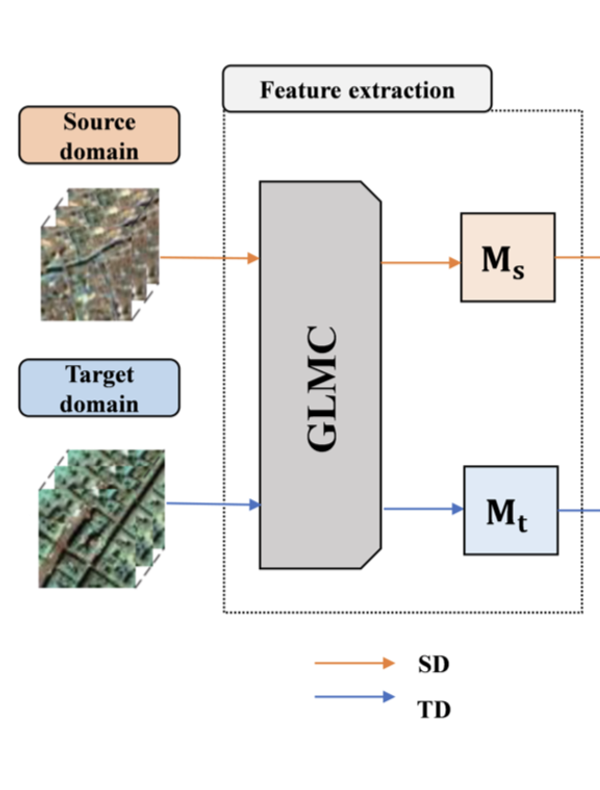 Feature extraction
Source
domain
GLMC
Mₛ
Target
domain
Mₜ
SD
TD